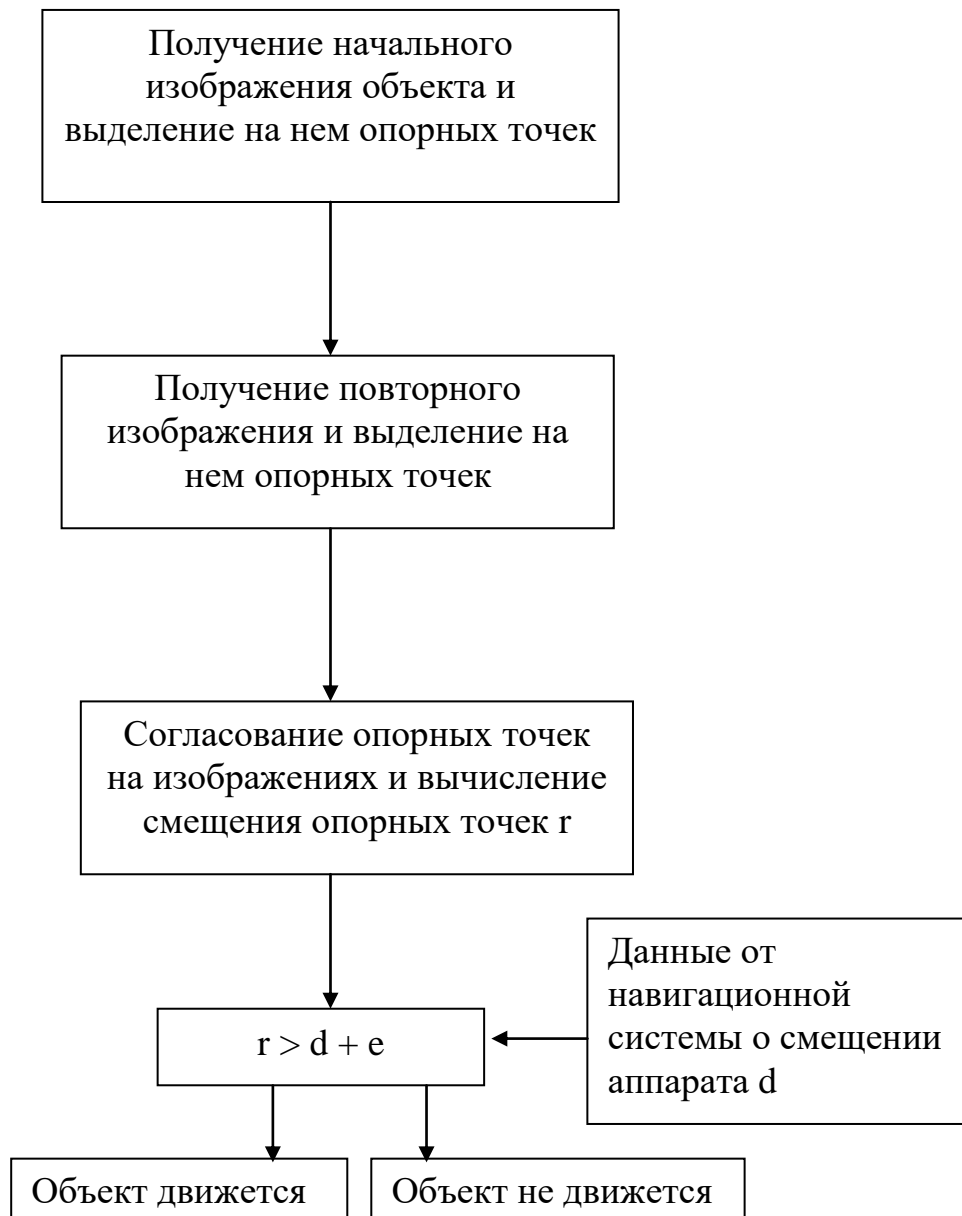 Получение начального
изображения объекта и
выделение на нем опорных точек
Получение повторного
изображения и выделение на
нем опорных точек
Согласование опорных точек
на изображениях и вычисление
смещения опорных точек r
Данные от
навигационной
системы о смещении
аппарата d
r > d + e
Объект движется
Объект не движется